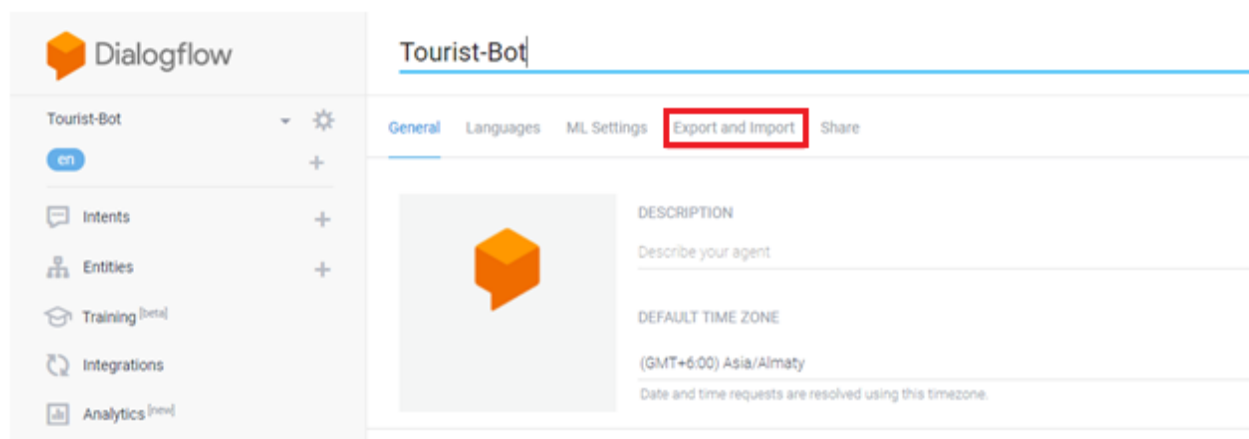 Dialogflow
Tourist-Bot
en
Intents
Entities
Training [beta]
Integrations
Analytics [new]
Tourist-Bot
General Languages ML Settings Export and Import Share
DESCRIPTION
Describe your agent
DEFAULT TIME ZONE
(GMT+6:00) Asia/Almaty
Date and time requests are resolved using this timezone.